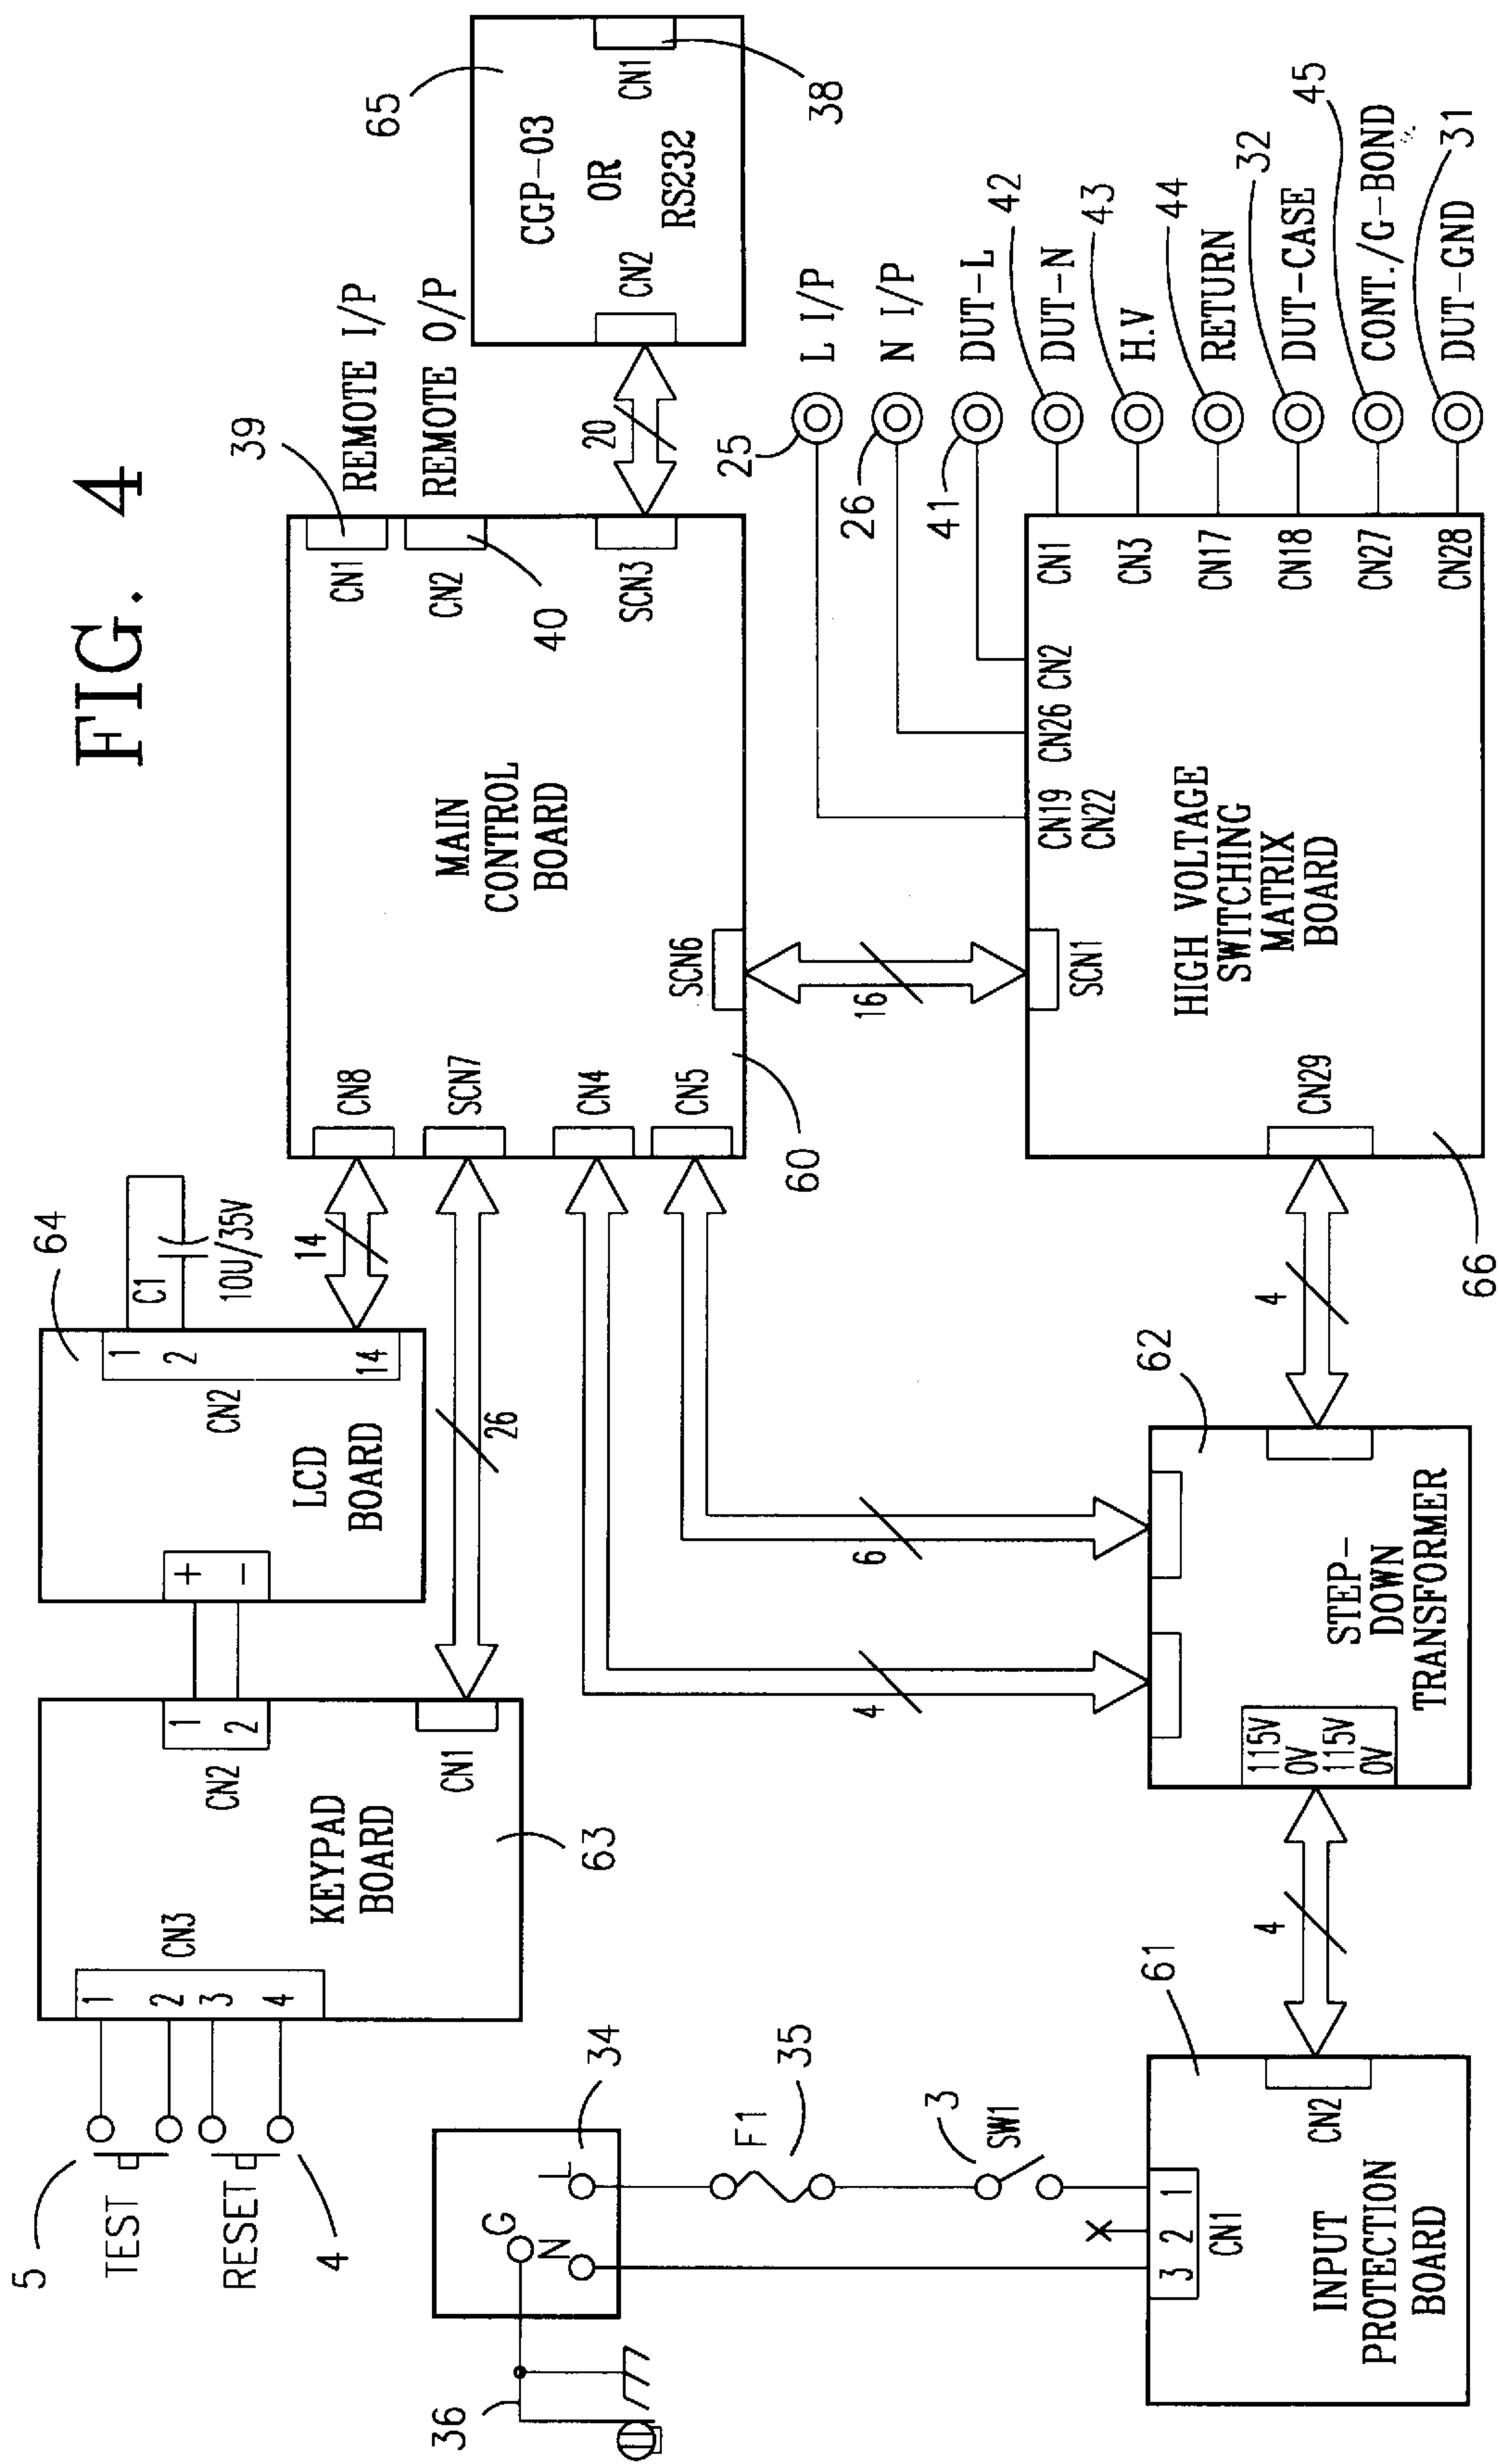 FIG. 4
5
TEST
RESET
4
1
2
3
4
CN3
KEYPAD
BOARD
CN2
1
2
CN1
63
+
-
LCD
BOARD
CN2
1
2
14
64
C1
10U/35V
14
26
CN8
SCN7
CN4
CN5
MAIN
CONTROL
BOARD
SCN6
60
CN1
CN2
SCN3
39
40
REMOTE I/P
REMOTE O/P
20
CN2
CGP-03
OR
RS232
CN1
65
38
36
G
N
L
34
F1
35
3
SW1
3 2 1
CN1
INPUT
PROTECTION
BOARD
CN2
61
4
115V
0V
115V
0V
STEP-
DOWN
TRANSFORMER
62
4
6
4
16
SCN1
CN29
HIGH VOLTAGE
SWITCHING
MATRIX
BOARD
66
CN19
CN22
CN26
CN2
CN1
CN3
CN17
CN18
CN27
CN28
25
L I/P
26
N I/P
41
DUT-L
42
DUT-N
43
H.V
44
RETURN
32
DUT-CASE
45
CONT./G-BOND
31
DUT-GND